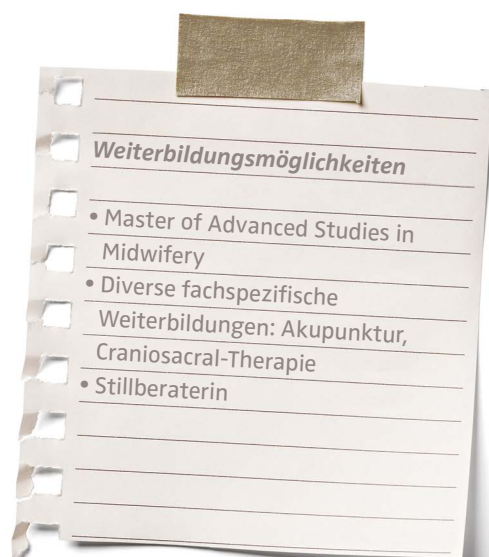 Weiterbildungsmöglichkeiten
• Master of Advanced Studies in
Midwifery
• Diverse fachspezifische
Weiterbildungen: Akupunktur,
Craniosacral-Therapie
• Stillberaterin